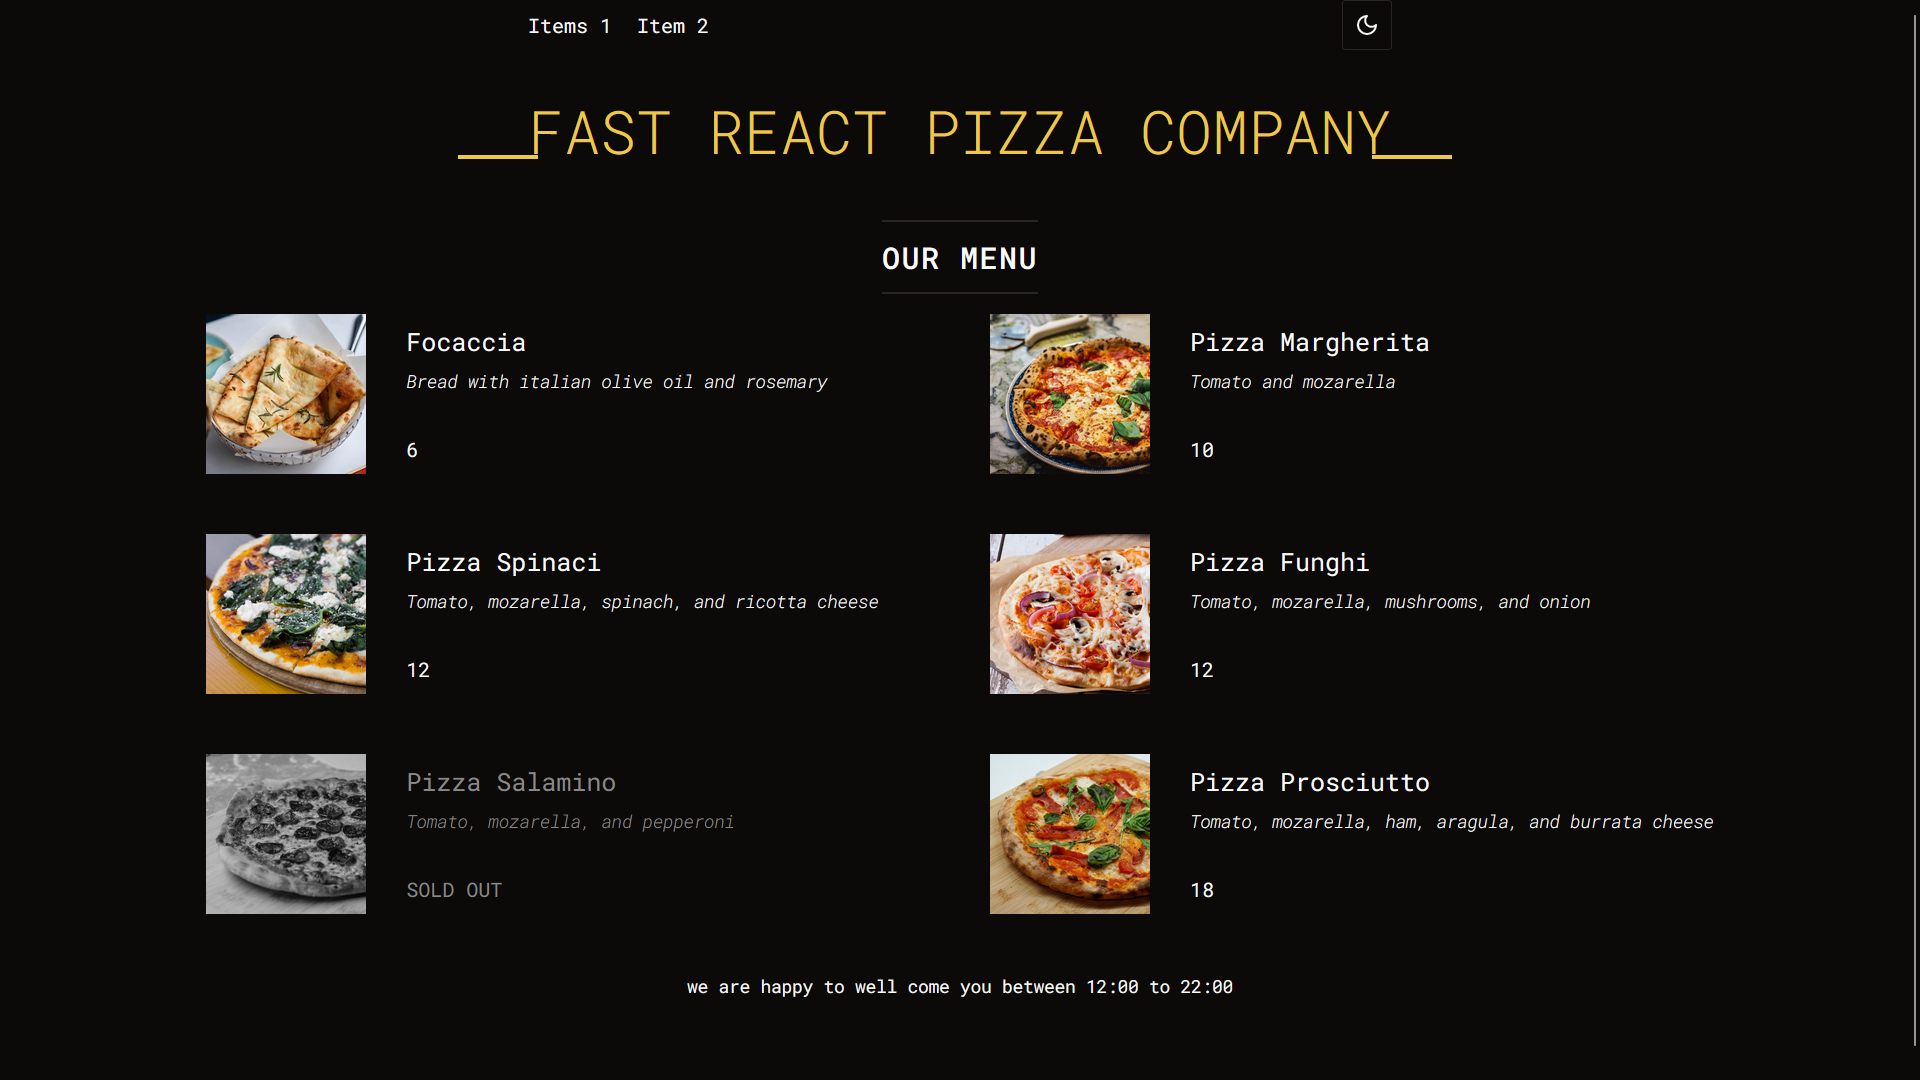 Items 1 Item 2
FAST REACT PIZZA COMPANY
OUR MENU
Focaccia
Bread with italian olive oil and rosemary
6
Pizza Margherita
Tomato and mozarella
10
Pizza Spinaci
Tomato, mozarella, spinach, and ricotta cheese
12
Pizza Funghi
Tomato, mozarella, mushrooms, and onion
12
Pizza Salamino
Tomato, mozarella, and pepperoni
SOLD OUT
Pizza Prosciutto
Tomato, mozarella, ham, aragula, and burrata cheese
18
we are happy to well come you between 12:00 to 22:00